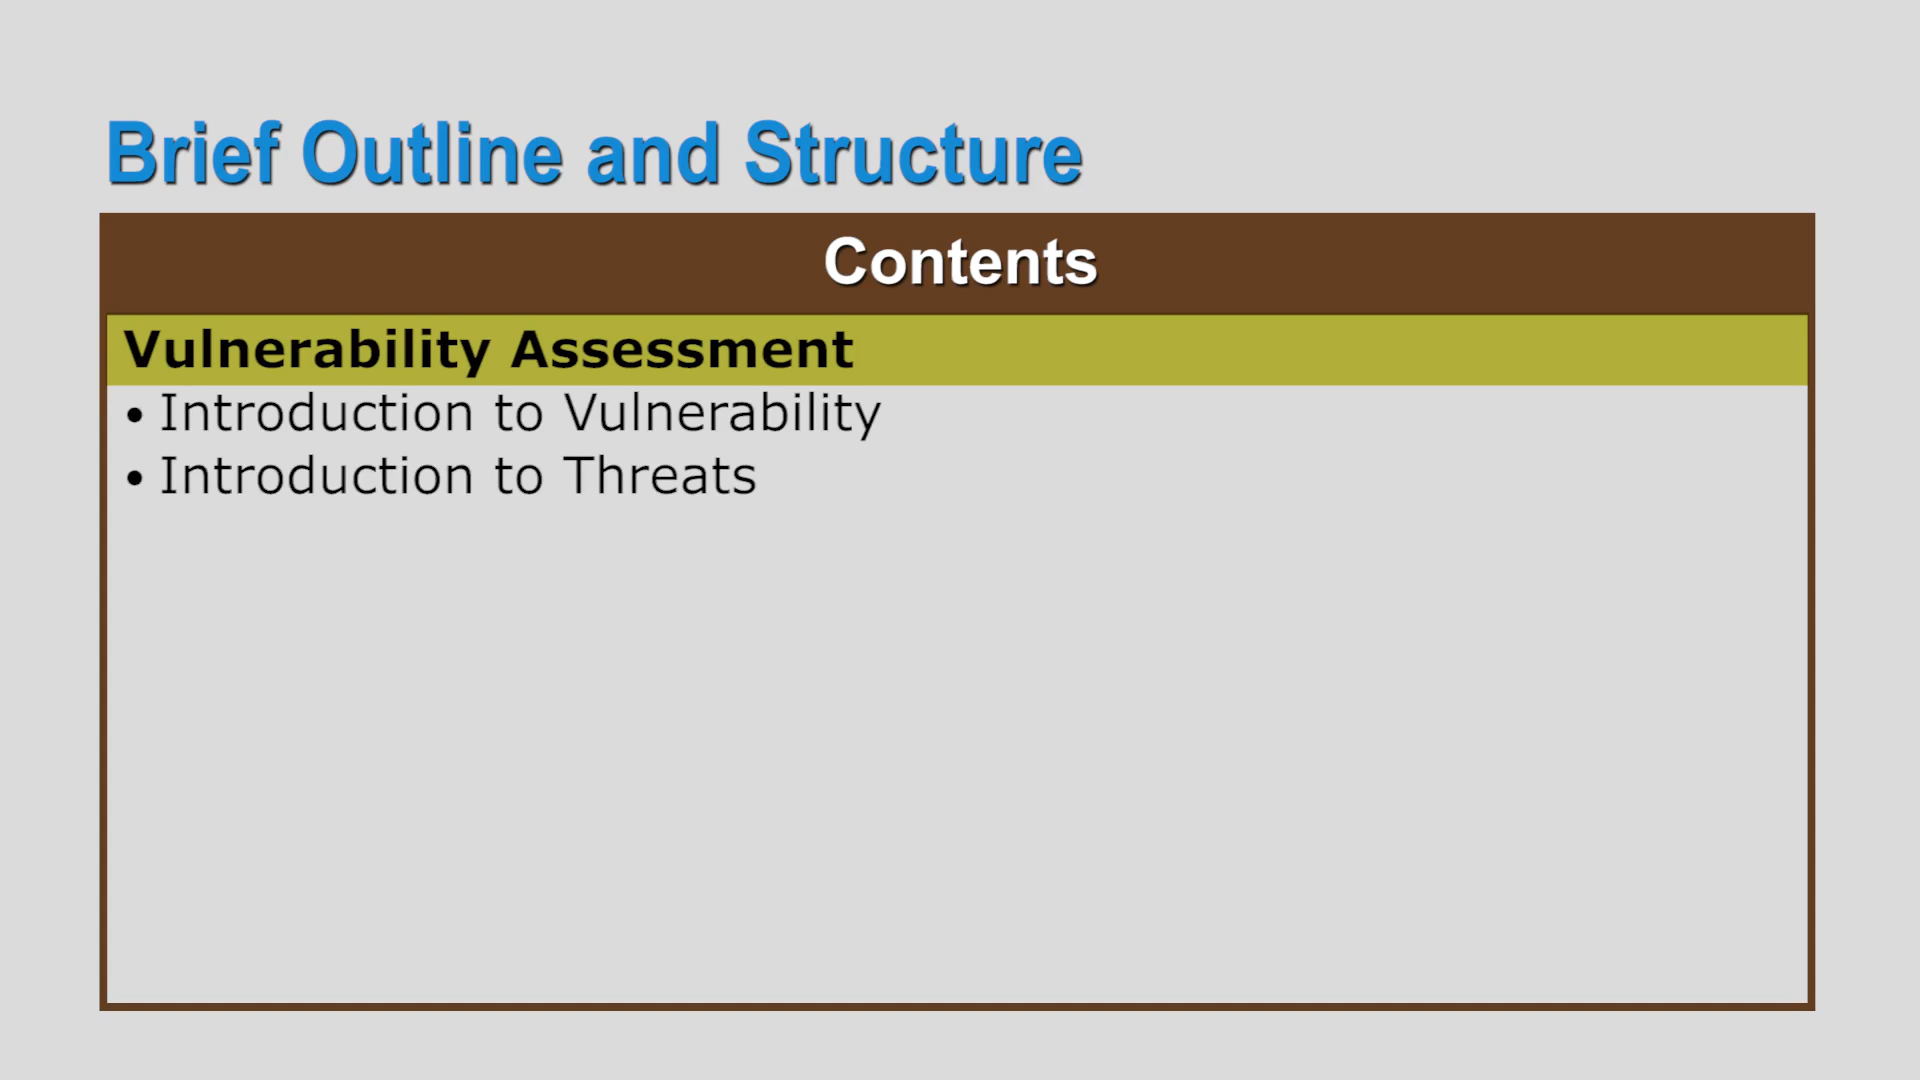 Brief Outline and Structure
Contents
Vulnerability Assessment
• Introduction to Vulnerability
• Introduction to Threats